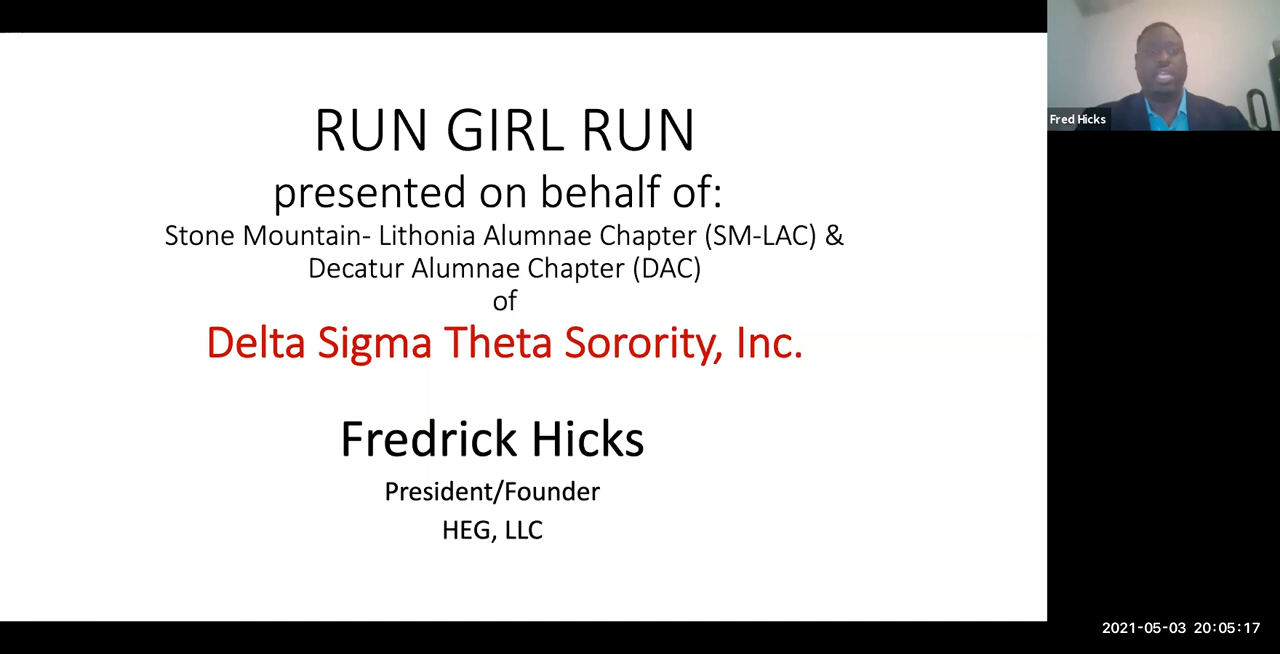 RUN GIRL RUN
presented on behalf of:
Stone Mountain- Lithonia Alumnae Chapter (SM-LAC) &
Decatur Alumnae Chapter (DAC)
of
Delta Sigma Theta Sorority, Inc.
Fredrick Hicks
President/Founder
HEG, LLC
Fred Hicks
2021-05-03 20:05:17